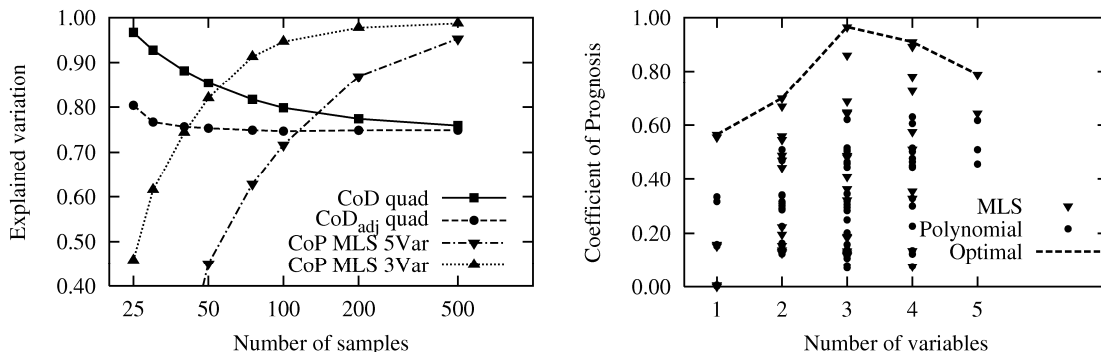 1.00
0.90
0.80
0.70
0.60
0.50
0.40
Explained variation
25 50 100 200 500
Number of samples
CoD quad
CoDadj quad
CoP MLS 5Var
CoP MLS 3Var
1.00
0.80
0.60
0.40
0.20
0.00
Coefficient of Prognosis
1 2 3 4 5
Number of variables
MLS
Polynomial
Optimal